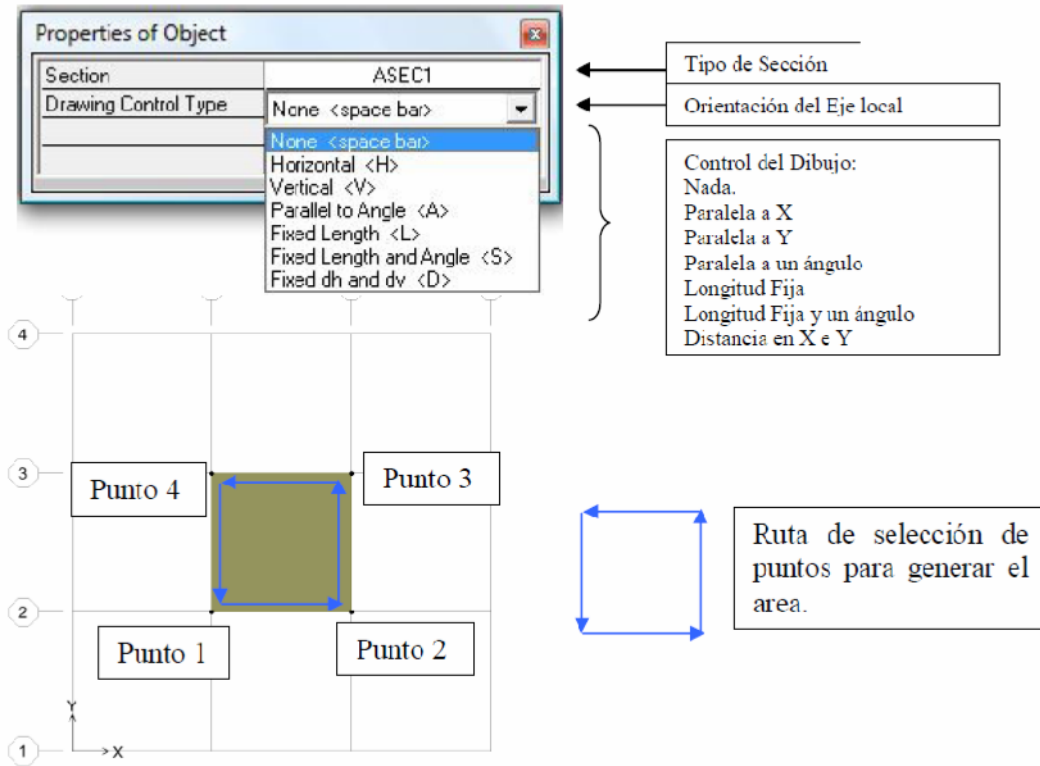 Properties of Object
Section ASEC1
Drawing Control Type None <space bar>
None <space bar>
Horizontal <H>
Vertical <V>
Parallel to Angle <A>
Fixed Length <L>
Fixed Length and Angle <S>
Fixed dh and dv <D>
Tipo de Sección
Orientación del Eje local
Control del Dibujo:
Nada.
Paralela a X
Paralela a Y
Paralela a un ángulo
Longitud Fija
Longitud Fija y un ángulo
Distancia en X e Y
4
3
2
1
Punto 4
Punto 3
Punto 1
Punto 2
Y
X
Ruta de selección de
puntos para generar el
area.